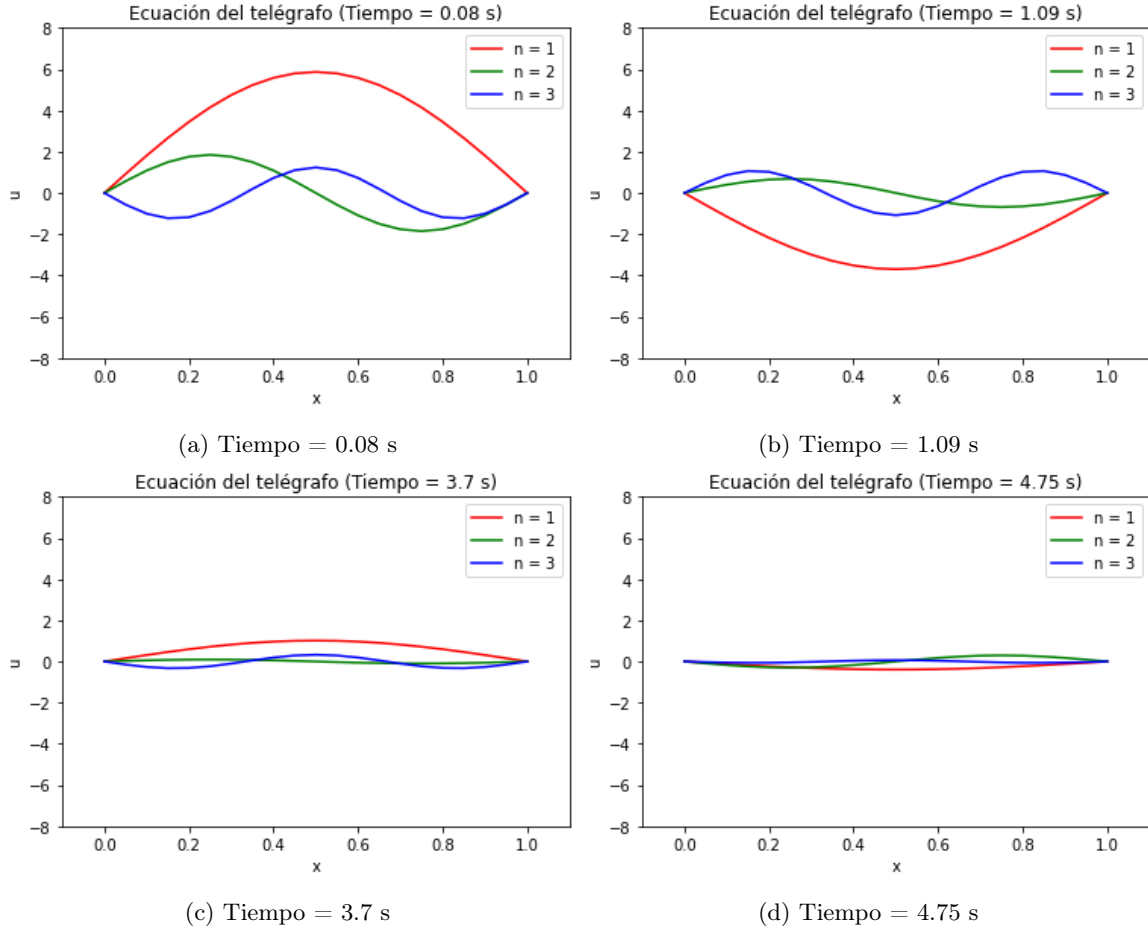 Ecuación del telégrafo (Tiempo = 0.08 s)
8
6
4
2
0
−2
−4
−6
−8
u
0.0 0.2 0.4 0.6 0.8 1.0
x
n = 1
n = 2
n = 3
(a) Tiempo = 0.08 s
Ecuación del telégrafo (Tiempo = 1.09 s)
8
6
4
2
0
−2
−4
−6
−8
u
0.0 0.2 0.4 0.6 0.8 1.0
x
n = 1
n = 2
n = 3
(b) Tiempo = 1.09 s
Ecuación del telégrafo (Tiempo = 3.7 s)
8
6
4
2
0
−2
−4
−6
−8
u
0.0 0.2 0.4 0.6 0.8 1.0
x
n = 1
n = 2
n = 3
(c) Tiempo = 3.7 s
Ecuación del telégrafo (Tiempo = 4.75 s)
8
6
4
2
0
−2
−4
−6
−8
u
0.0 0.2 0.4 0.6 0.8 1.0
x
n = 1
n = 2
n = 3
(d) Tiempo = 4.75 s